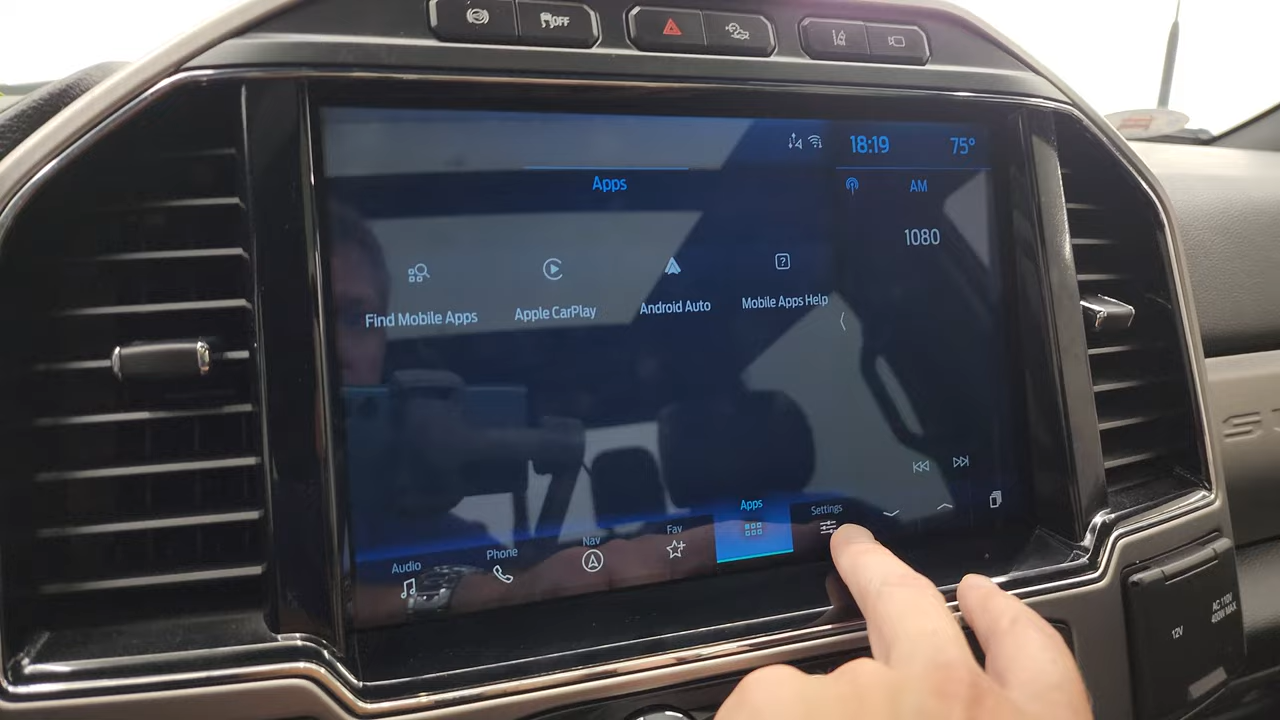 OFF
18:19
75°
Apps
AM
1080
Find Mobile Apps
Apple CarPlay
Android Auto
Mobile Apps Help
Audio
Phone
Nav
Fav
Apps
Settings
12V
AC 110V
400W MAX